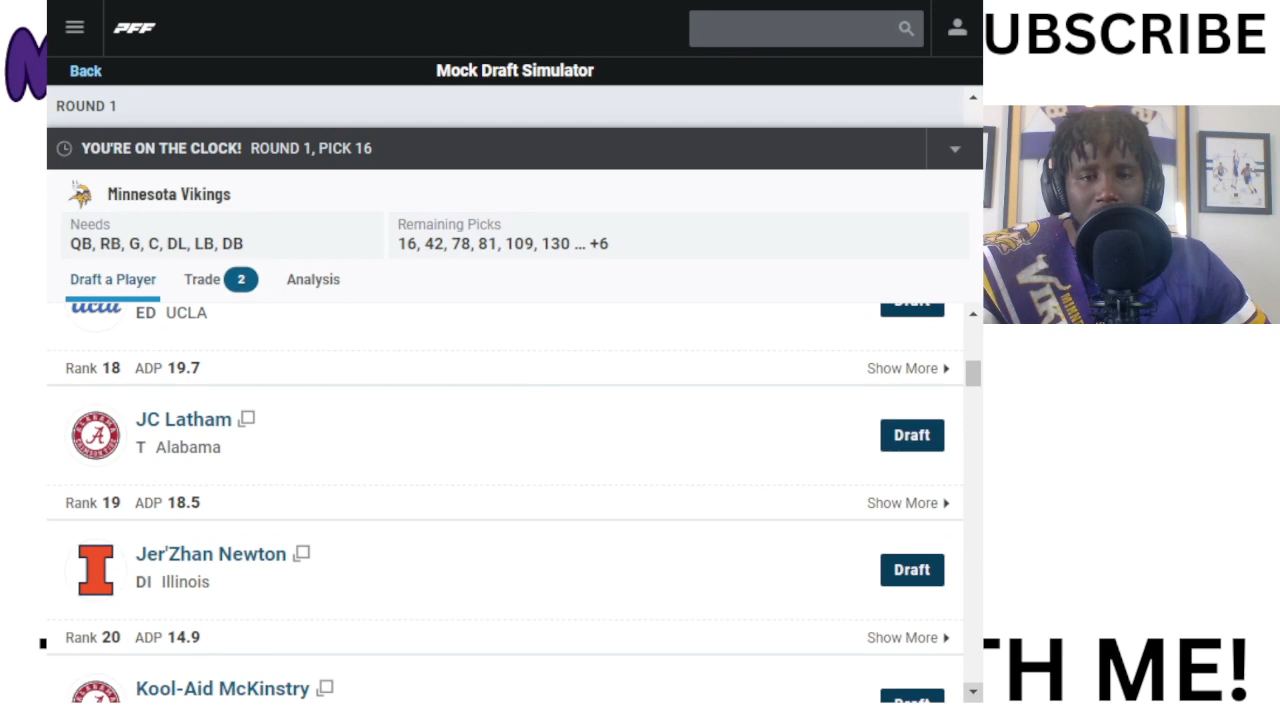 UBSCRIBE
PFF
Back
Mock Draft Simulator
ROUND 1
YOU'RE ON THE CLOCK! ROUND 1, PICK 16
Minnesota Vikings
Needs
QB, RB, G, C, DL, LB, DB
Remaining Picks
16, 42, 78, 81, 109, 130 ... +6
Draft a Player
Trade 2
Analysis
ucla
ED UCLA
Draft
Rank 18 ADP 19.7
Show More
JC Latham
T Alabama
Draft
Rank 19 ADP 18.5
Show More
Jer'Zhan Newton
DI Illinois
Draft
Rank 20 ADP 14.9
Show More
Kool-Aid McKinstry
Draft
TH ME!